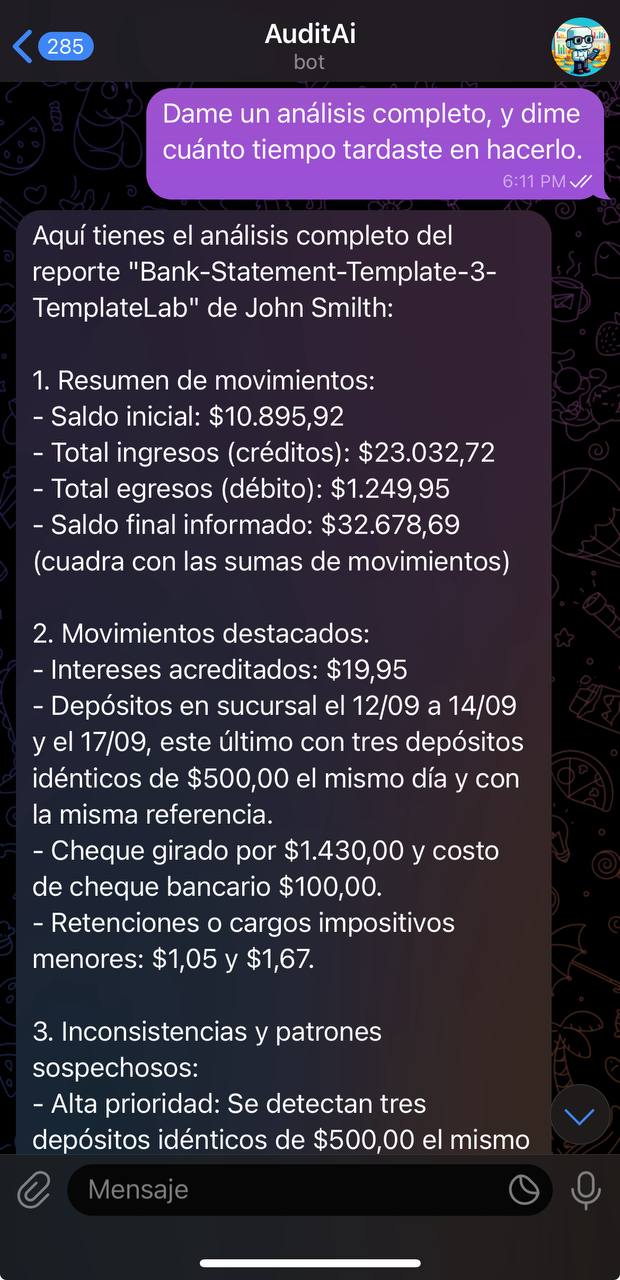 285
AuditAi
bot
Dame un análisis completo, y dime
cuánto tiempo tardaste en hacerlo.
6:11 PM
Aquí tienes el análisis completo del
reporte "Bank-Statement-Template-3-
TemplateLab" de John Smilth:
1. Resumen de movimientos:
- Saldo inicial: $10.895,92
- Total ingresos (créditos): $23.032,72
- Total egresos (débito): $1.249,95
- Saldo final informado: $32.678,69
(cuadra con las sumas de movimientos)
2. Movimientos destacados:
- Intereses acreditados: $19,95
- Depósitos en sucursal el 12/09 a 14/09
y el 17/09, este último con tres depósitos
idénticos de $500,00 el mismo día y con
la misma referencia.
- Cheque girado por $1.430,00 y costo
de cheque bancario $100,00.
- Retenciones o cargos impositivos
menores: $1,05 y $1,67.
3. Inconsistencias y patrones
sospechosos:
- Alta prioridad: Se detectan tres
depósitos idénticos de $500,00 el mismo
Mensaje